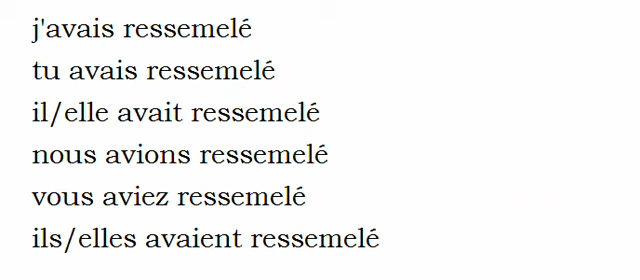 j'avais ressemelé
tu avais ressemelé
il/elle avait ressemelé
nous avions ressemelé
vous aviez ressemelé
ils/elles avaient ressemelé